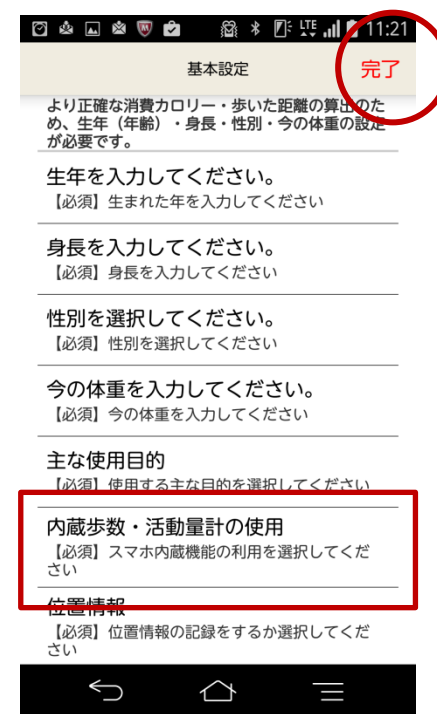 LTE 11:21
基本設定
完了
より正確な消費カロリー・歩いた距離の算出のた
め、生年（年齢）・身長・性別・今の体重の設定
が必要です。
生年を入力してください。
【必須】生まれた年を入力してください
身長を入力してください。
【必須】身長を入力してください
性別を選択してください。
【必須】性別を選択してください
今の体重を入力してください。
【必須】今の体重を入力してください
主な使用目的
【必須】使用する主な目的を選択してください
内蔵歩数・活動量計の使用
【必須】スマホ内蔵機能の利用を選択してくだ
さい
位置情報
【必須】位置情報の記録をするか選択してくだ
さい